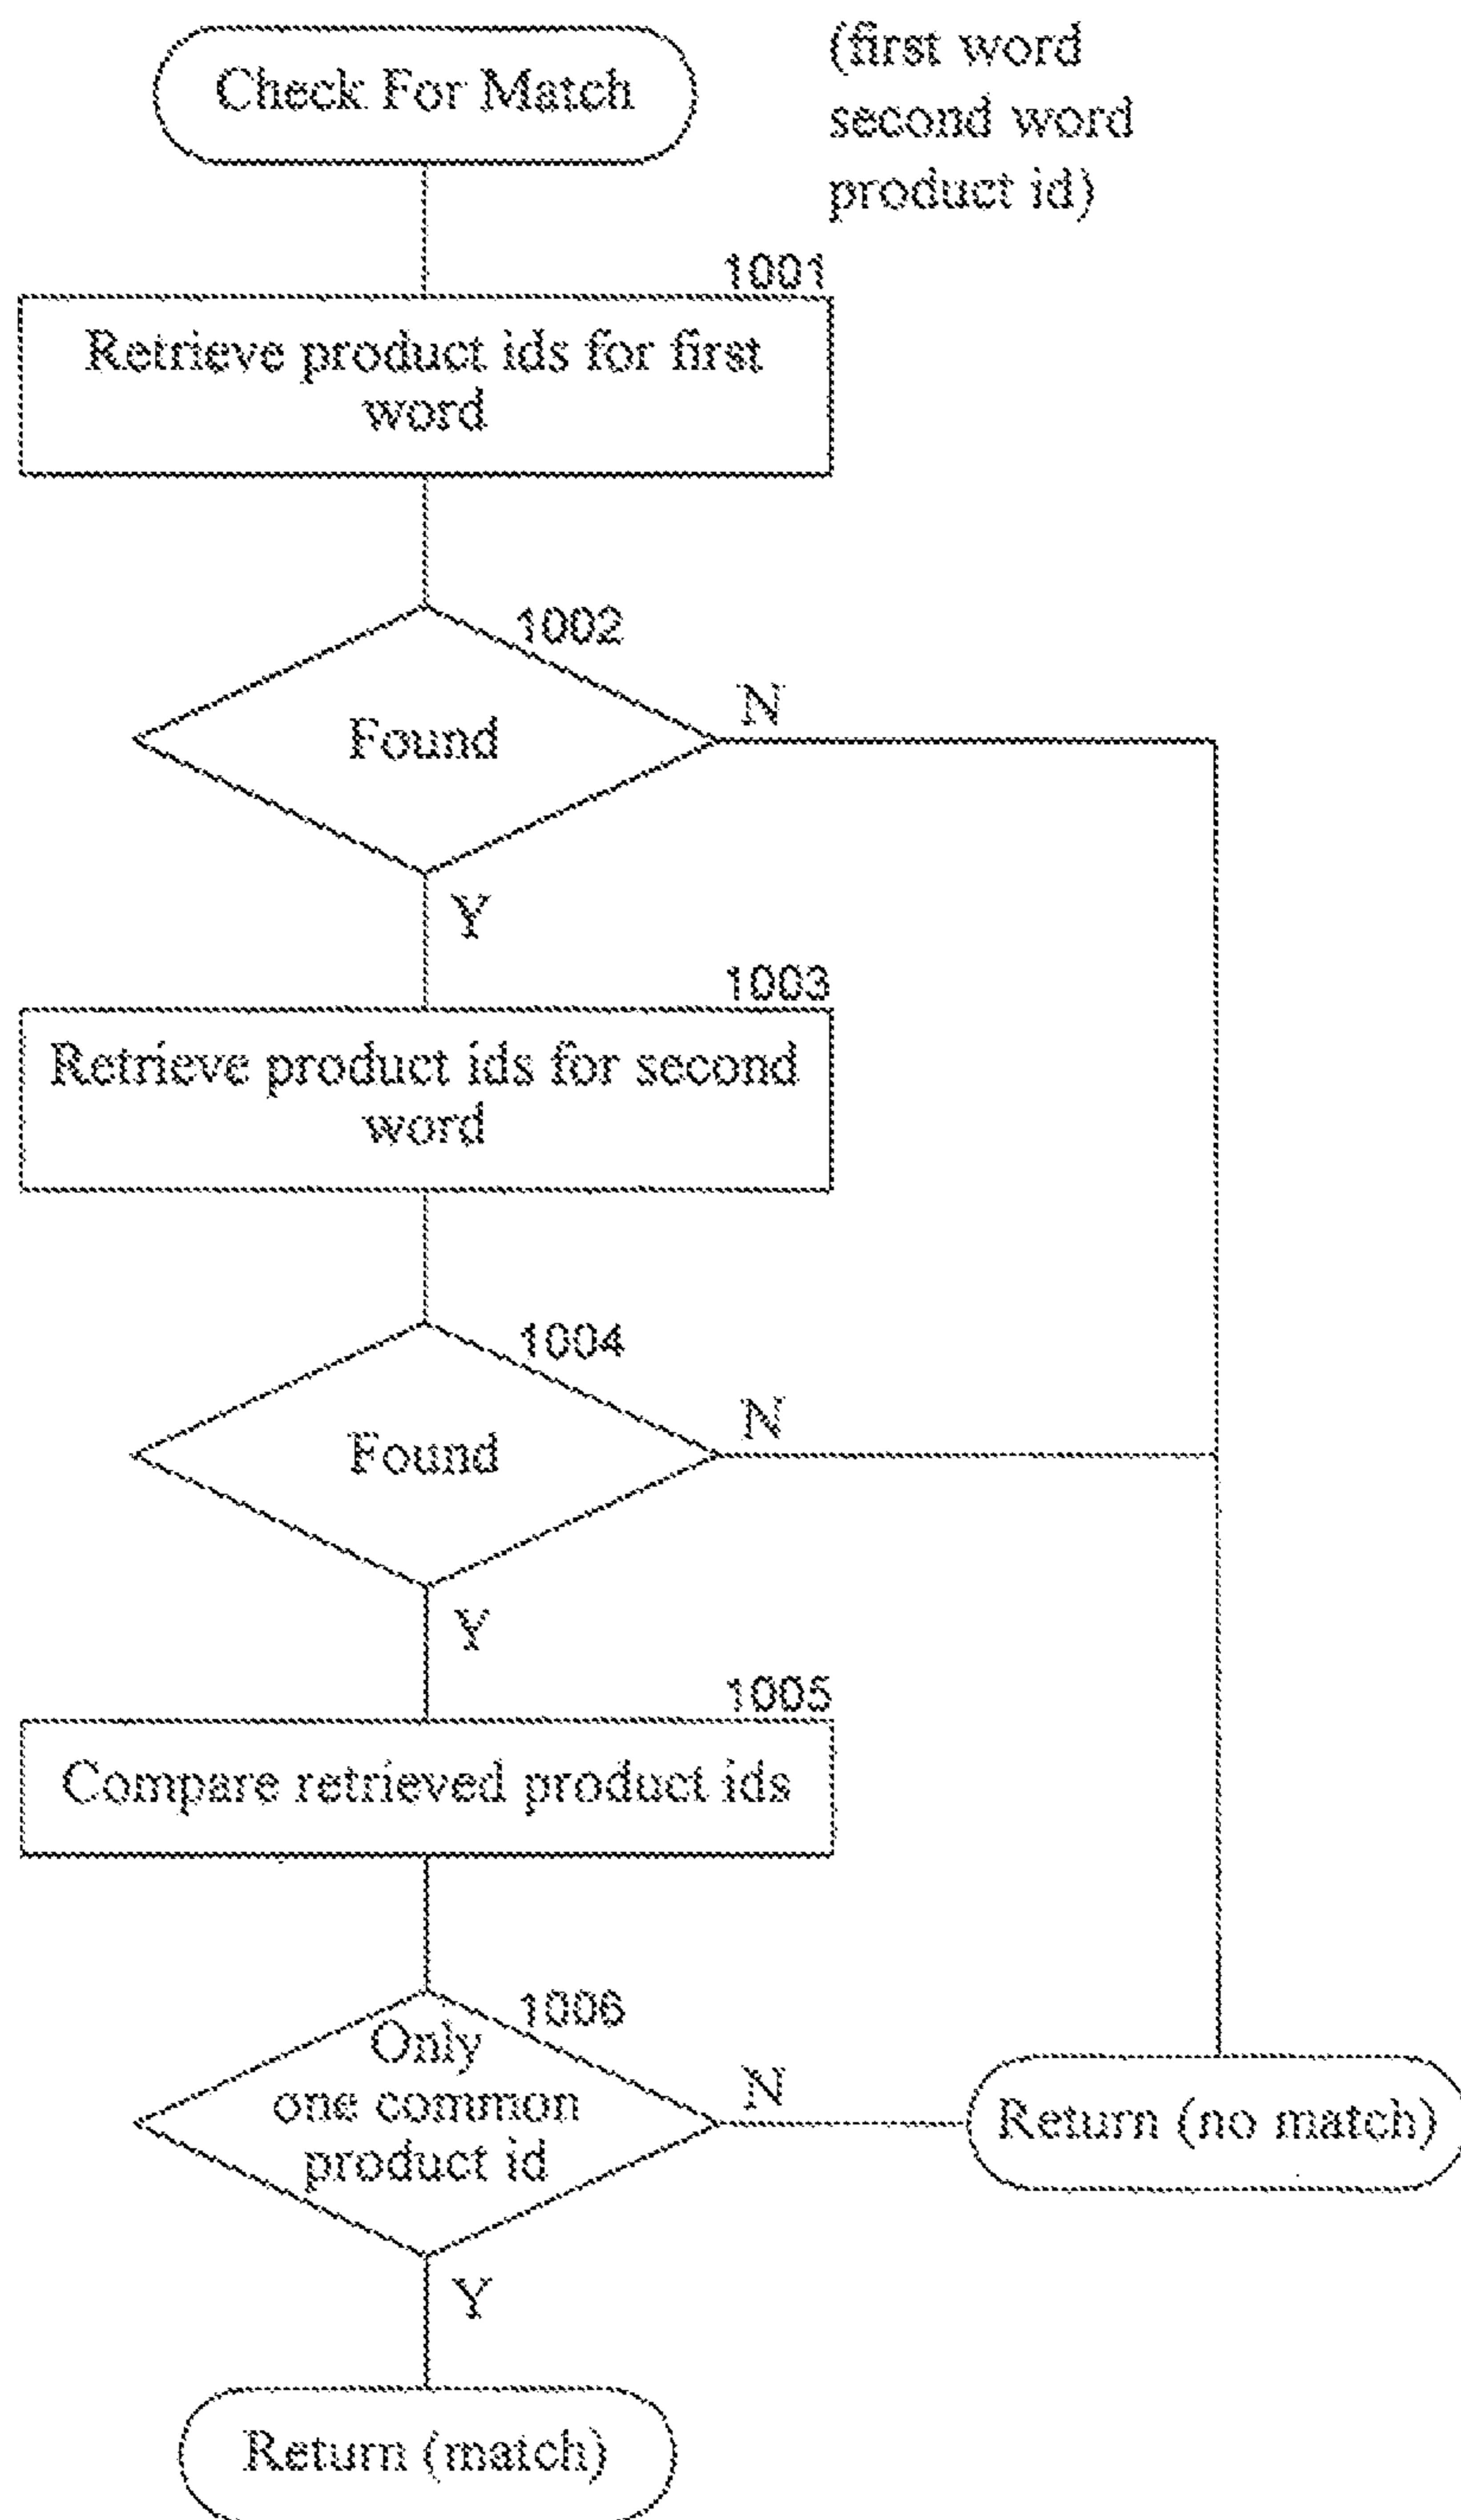 Check For Match
(first word
second word
product id)
1001
Retrieve product ids for first
word
1002
Found
N
Y
1003
Retrieve product ids for second
word
1004
Found
N
Y
1005
Compare retrieved product ids
1006
Only
one common
product id
N
Return (no match)
Y
Return (match)